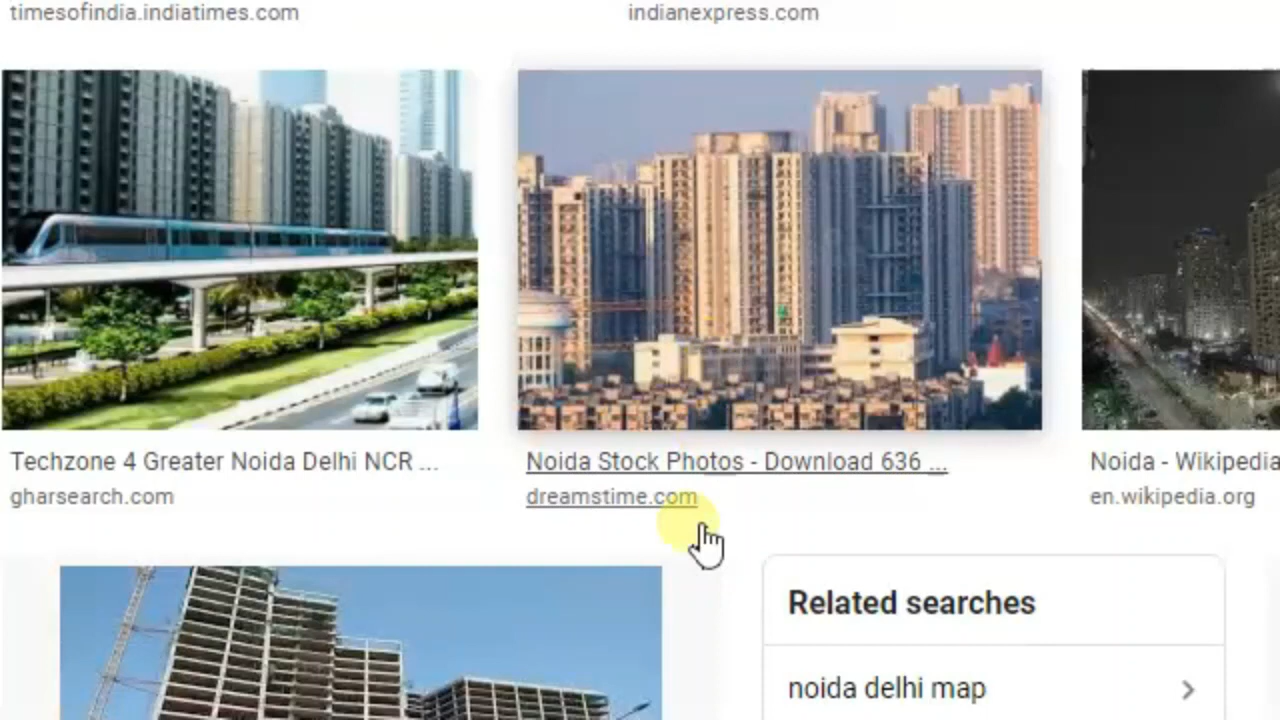 timesofindia.indiatimes.com
indianexpress.com
Techzone 4 Greater Noida Delhi NCR ...
gharsearch.com
Noida Stock Photos - Download 636 ...
dreamstime.com
Noida - Wikipedia
en.wikipedia.org
Related searches
noida delhi map